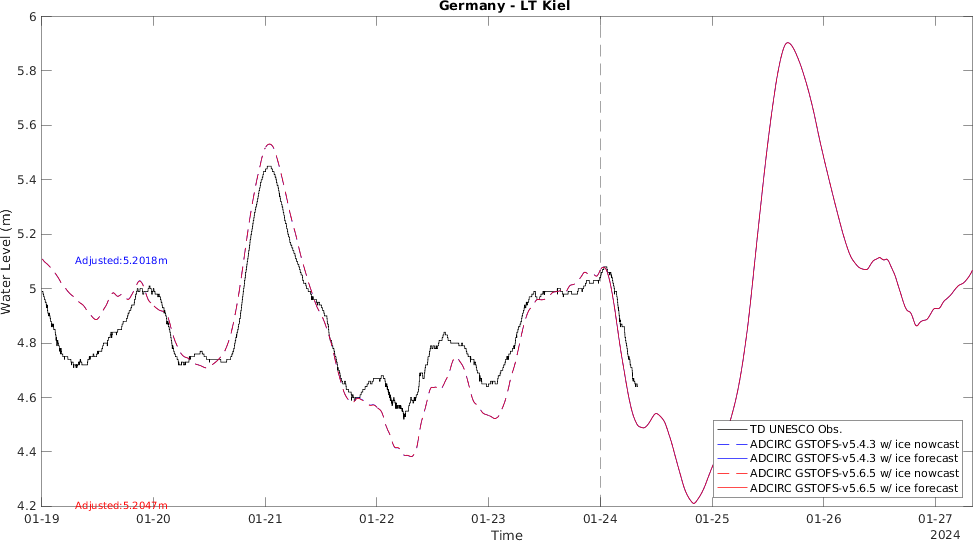 Germany - LT Kiel
6
5.8
5.6
5.4
5.2
5
4.8
4.6
4.4
4.2
Water Level (m)
Adjusted:5.2018m
Adjusted:5.2047m
TD UNESCO Obs.
ADCIRC GSTOFS-v5.4.3 w/ ice nowcast
ADCIRC GSTOFS-v5.4.3 w/ ice forecast
ADCIRC GSTOFS-v5.6.5 w/ ice nowcast
ADCIRC GSTOFS-v5.6.5 w/ ice forecast
01-19 01-20 01-21 01-22 01-23 01-24 01-25 01-26 01-27
Time
2024